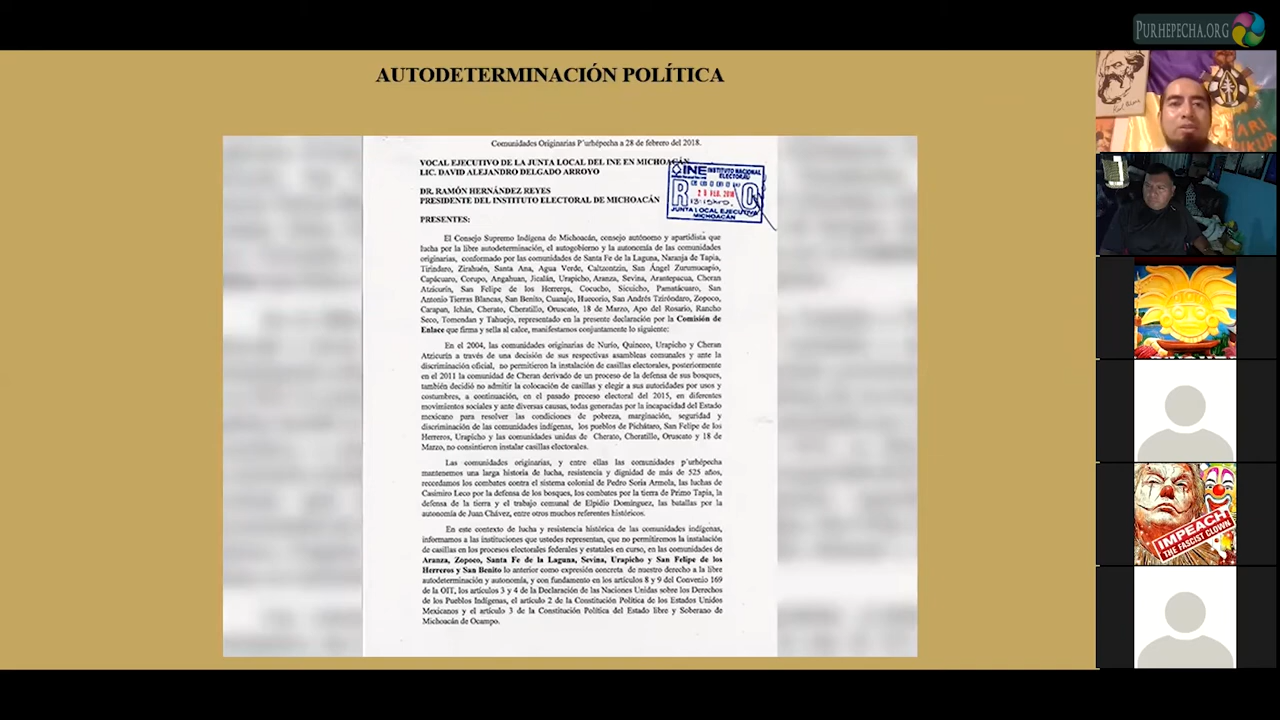 PURHEPECHA.ORG
AUTODETERMINACIÓN POLÍTICA
Comunidades Originarias P'urhépecha a 28 de febrero del 2018.
VOCAL EJECUTIVO DE LA JUNTA LOCAL DEL INE EN MICHOACÁN
LIC. DAVID ALEJANDRO DELGADO ARROYO
DR. RAMÓN HERNÁNDEZ REYES
PRESIDENTE DEL INSTITUTO ELECTORAL DE MICHOACÁN
PRESENTES:
INE INSTITUTO NACIONAL
ELECTORAL
JUNTA LOCAL EJECUTIVA
MICHOACÁN
El Consejo Supremo Indígena de Michoacán, consejo autónomo y apartidista que
lucha por la libre autodeterminación, el autogobierno y la autonomía de las comunidades
originarias, conformado por las comunidades de Santa Fe de la Laguna, Naranja de Tapia,
Tiríndaro, Zirahuén, Santa Ana, Agua Verde, Caltzontzin, San Ángel Zurumucapio,
Capácuaro, Corupo, Angahuan, Jicalán, Urapicho, Aranza, Sevina, Arantepacua, Cheran
Atzicurín, San Felipe de los Herreros, Cocucho, Sicuicho, Pamatácuaro, San
Antonio Tierras Blancas, San Benito, Cuanajo, Huecorio, San Andrés Tziróndaro, Zopoco,
Carapan, Ichán, Cherato, Cheratillo, Oruscato, 18 de Marzo, Apo del Rosario, Rancho
Seco, Tomendan y Tahuejo, representado en la presente declaración por la Comisión de
Enlace que firma y sella al calce, manifestamos conjuntamente lo siguiente:
En el 2004, las comunidades originarias de Nurío, Quinceo, Urapicho y Cheran
Atzicurín a través de una decisión de sus respectivas asambleas comunales y ante la
discriminación oficial, no permitieron la instalación de casillas electorales, posteriormente
en el 2011 la comunidad de Cheran derivado de un proceso de la defensa de sus bosques,
también decidió no admitir la colocación de casillas y elegir a sus autoridades por usos y
costumbres, a continuación, en el pasado proceso electoral del 2015, en diferentes
movimientos sociales y ante diversas causas, todas generadas por la incapacidad del Estado
mexicano para resolver las condiciones de pobreza, marginación, seguridad y
discriminación de las comunidades indígenas, los pueblos de Pichátaro, San Felipe de los
Herreros, Urapicho y las comunidades unidas de Cherato, Cheratillo, Oruscato y 18 de
Marzo, no consintieron instalar casillas electorales.
Las comunidades originarias, y entre ellas las comunidades p'urhépecha
mantenemos una larga historia de lucha, resistencia y dignidad de más de 525 años,
recordamos los combates contra el sistema colonial de Pedro Soria Armola, las luchas de
Casimiro Leco por la defensa de los bosques, los combates por la tierra de Primo Tapia, la
defensa de la tierra y el trabajo comunal de Elpidio Domínguez, las batallas por la
autonomía de Juan Chávez, entre otros muchos referentes históricos.
En este contexto de lucha y resistencia histórica de las comunidades indígenas,
informamos a las instituciones que ustedes representan, que no permitiremos la instalación
de casillas en los procesos electorales federales y estatales en curso, en las comunidades de
Aranza, Zopoco, Santa Fe de la Laguna, Sevina, Urapicho y San Felipe de los
Herreros y San Benito lo anterior como expresión concreta de nuestro derecho a la libre
autodeterminación y autonomía, y con fundamento en los artículos 8 y 9 del Convenio 169
de la OIT, los artículos 3 y 4 de la Declaración de las Naciones Unidas sobre los Derechos
de los Pueblos Indígenas, el artículo 2 de la Constitución Política de los Estados Unidos
Mexicanos y el artículo 3 de la Constitución Política del Estado libre y Soberano de
Michoacán de Ocampo.
IMPEACH
THE FASCIST CLOWN